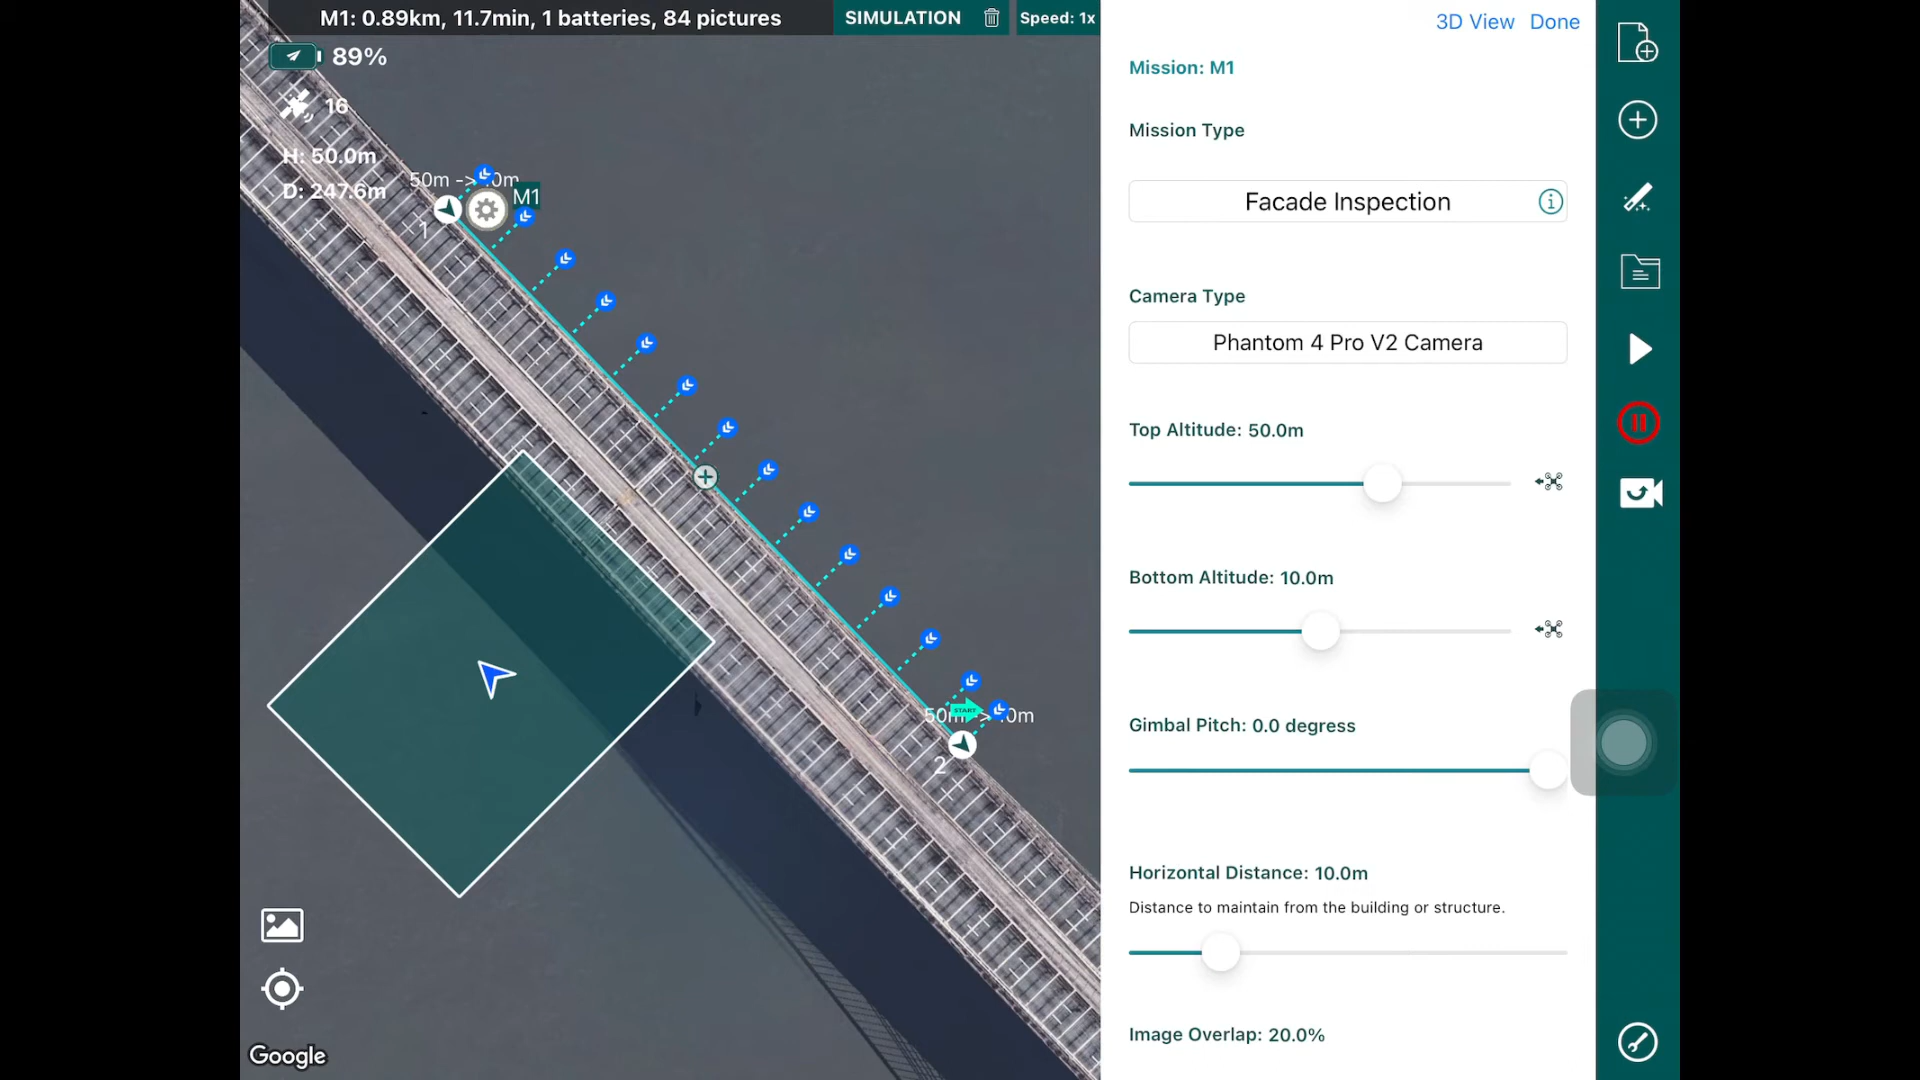 M1: 0.89km, 11.7min, 1 batteries, 84 pictures
SIMULATION
Speed: 1x
89%
16
H: 50.0m
D: 247.6m
M1
1
2
START
Google
3D View
Done
Mission: M1
Mission Type
Facade Inspection
Camera Type
Phantom 4 Pro V2 Camera
Top Altitude: 50.0m
Bottom Altitude: 10.0m
Gimbal Pitch: 0.0 degress
Horizontal Distance: 10.0m
Distance to maintain from the building or structure.
Image Overlap: 20.0%